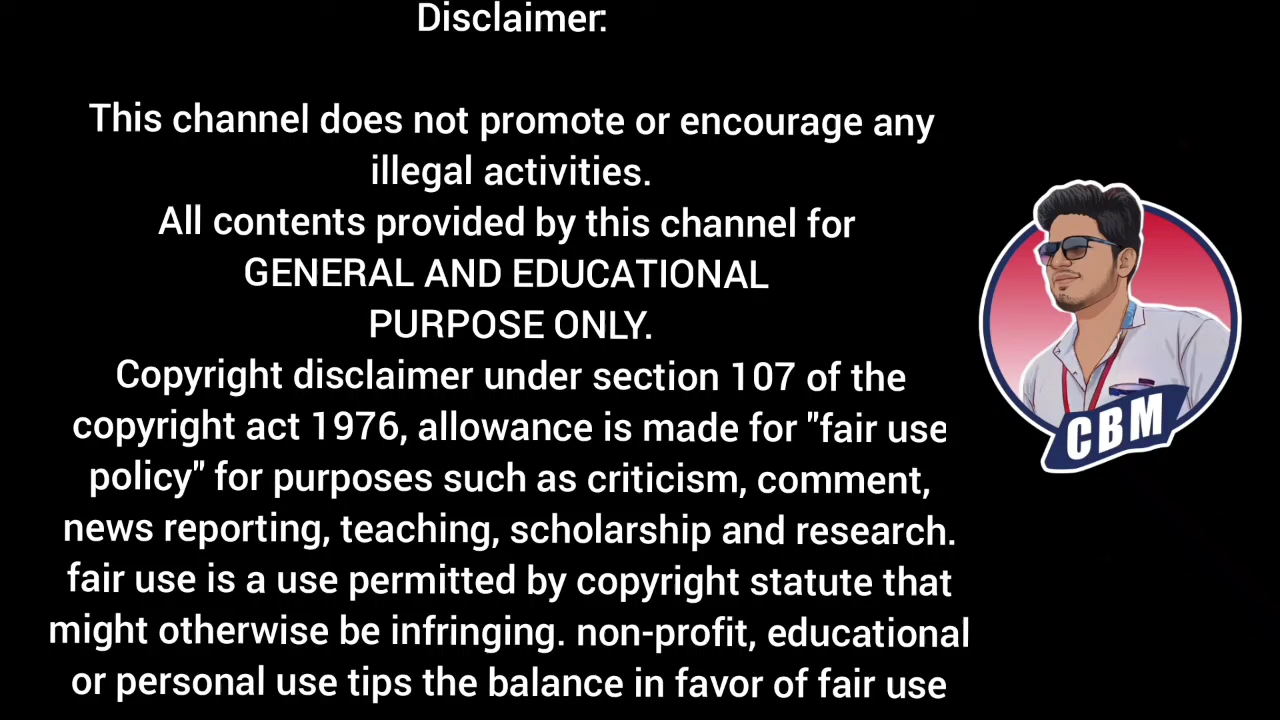 Disclaimer:
This channel does not promote or encourage any
illegal activities.
All contents provided by this channel for
GENERAL AND EDUCATIONAL
PURPOSE ONLY.
Copyright disclaimer under section 107 of the
copyright act 1976, allowance is made for "fair use
policy" for purposes such as criticism, comment,
news reporting, teaching, scholarship and research.
fair use is a use permitted by copyright statute that
might otherwise be infringing. non-profit, educational
or personal use tips the balance in favor of fair use
CBM